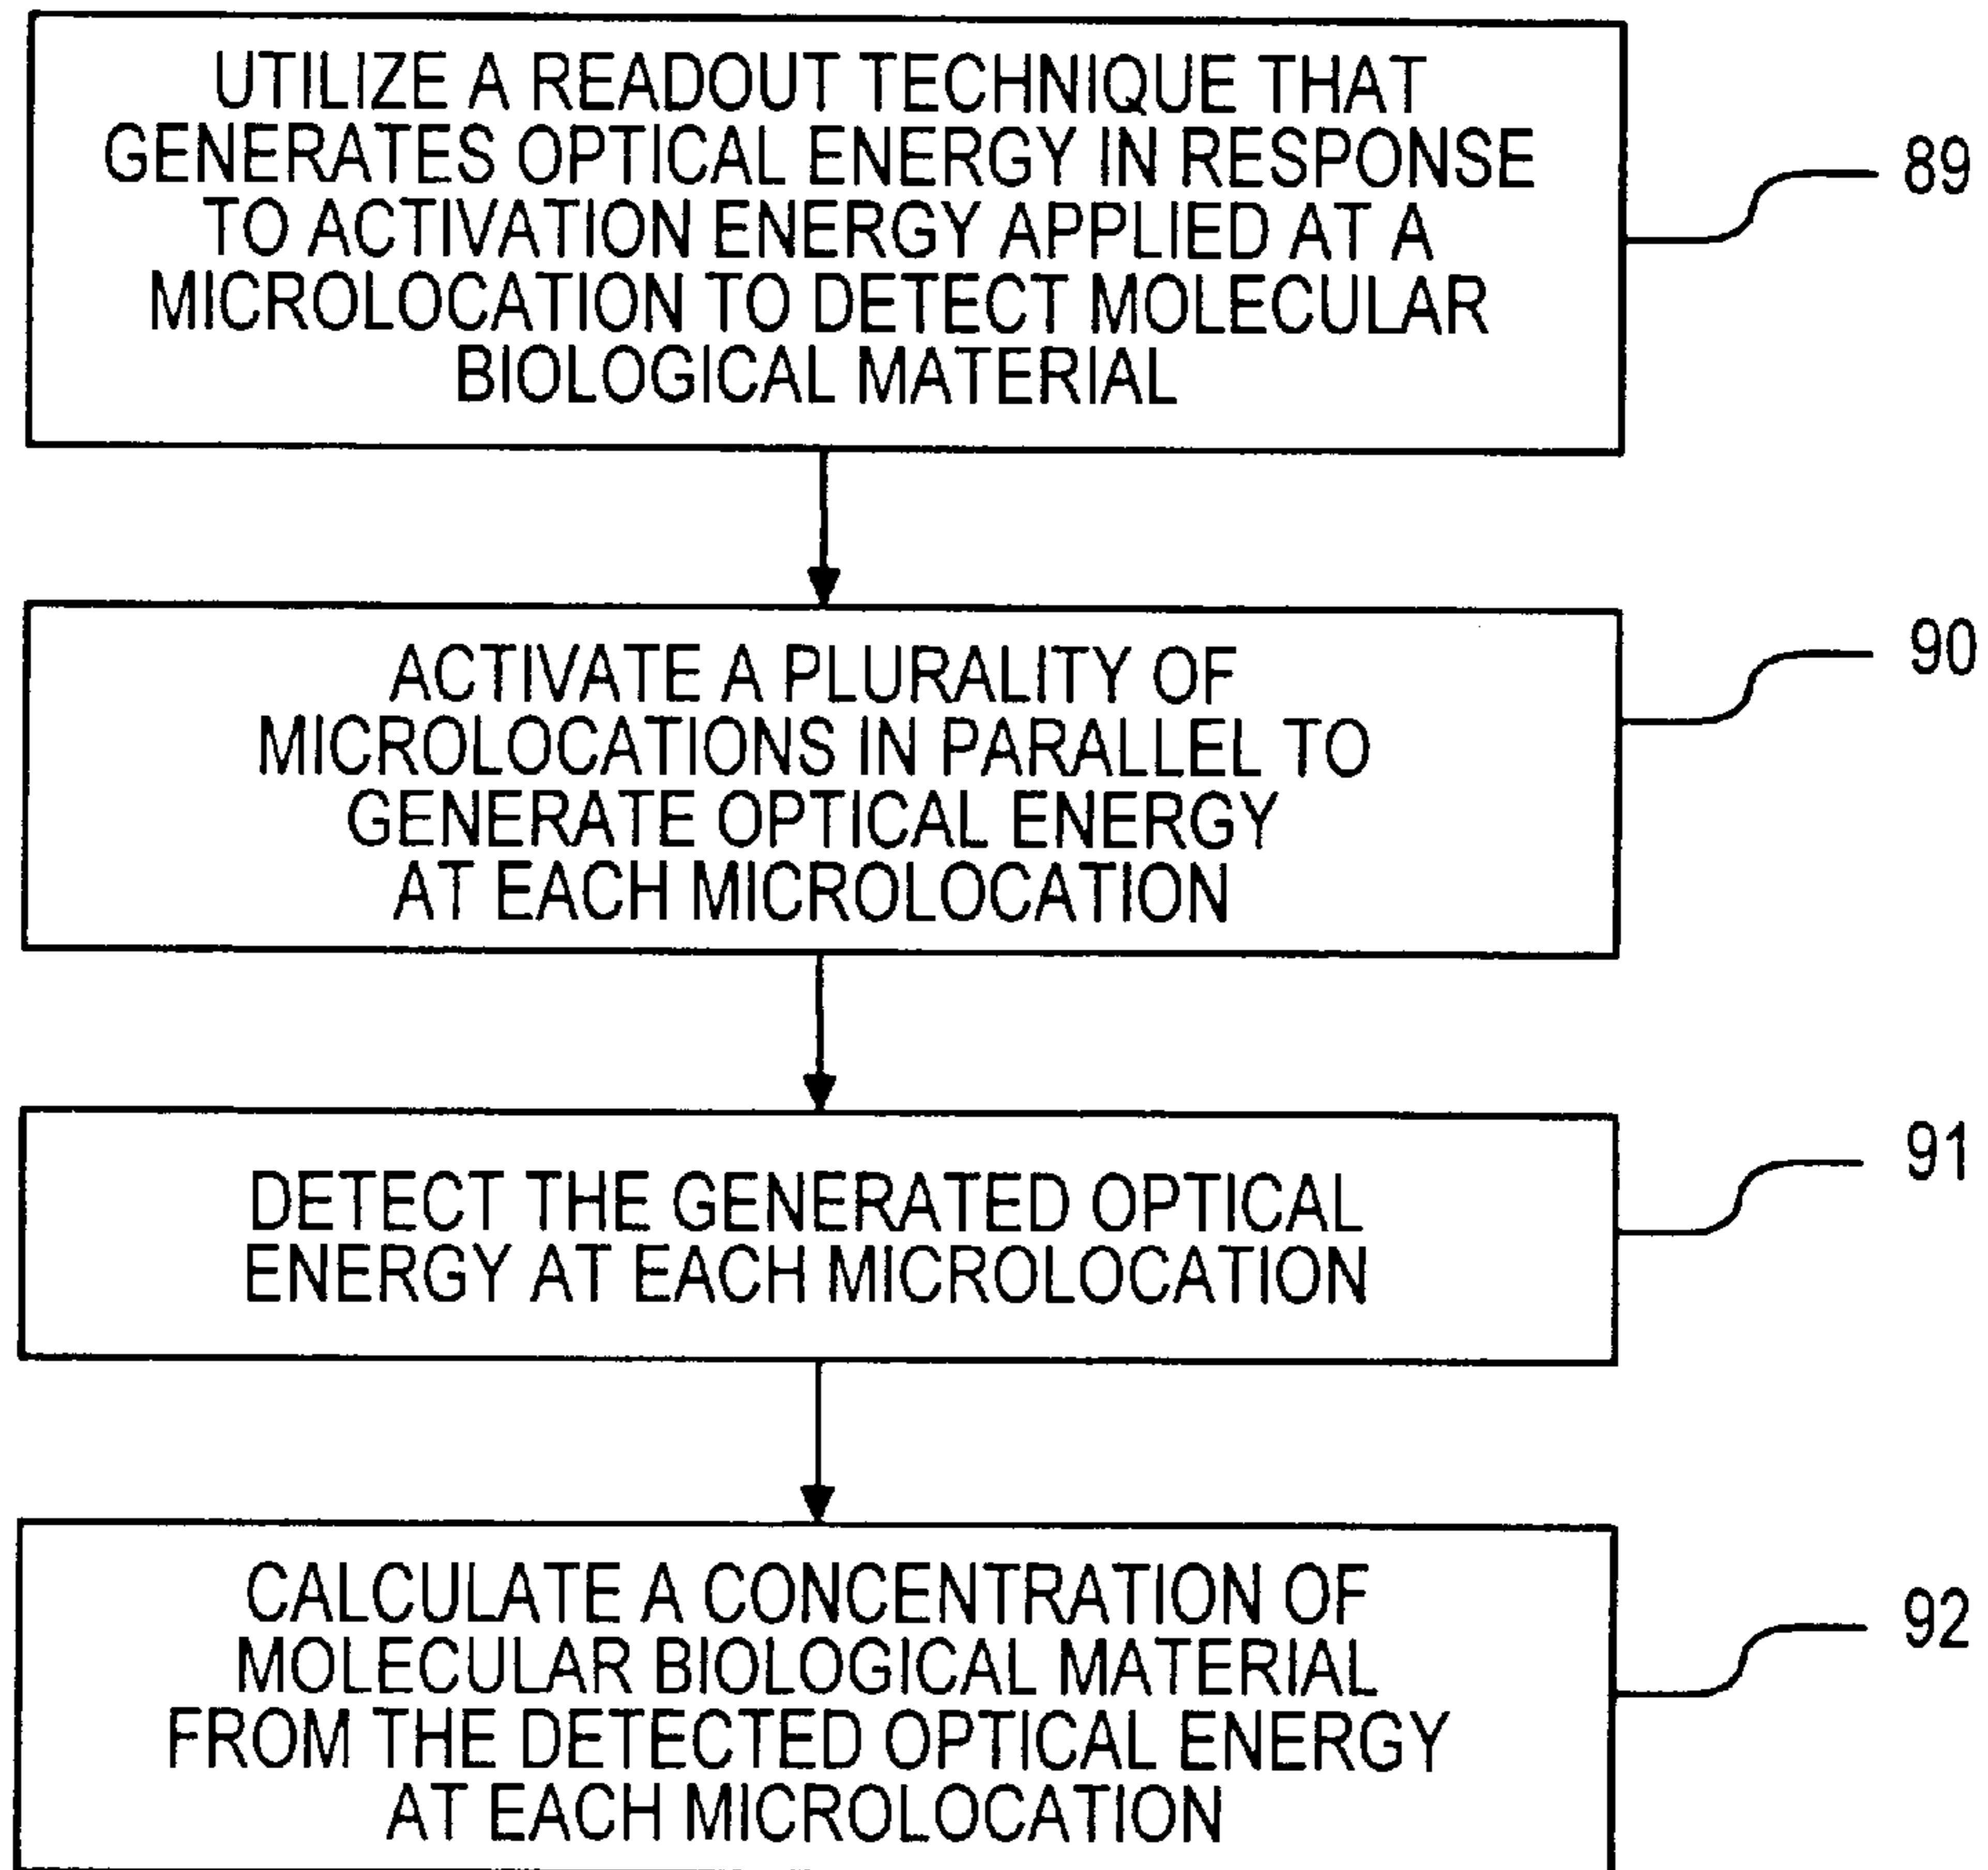 UTILIZE A READOUT TECHNIQUE THAT
GENERATES OPTICAL ENERGY IN RESPONSE
TO ACTIVATION ENERGY APPLIED AT A
MICROLOCATION TO DETECT MOLECULAR
BIOLOGICAL MATERIAL
89
ACTIVATE A PLURALITY OF
MICROLOCATIONS IN PARALLEL TO
GENERATE OPTICAL ENERGY
AT EACH MICROLOCATION
90
DETECT THE GENERATED OPTICAL
ENERGY AT EACH MICROLOCATION
91
CALCULATE A CONCENTRATION OF
MOLECULAR BIOLOGICAL MATERIAL
FROM THE DETECTED OPTICAL ENERGY
AT EACH MICROLOCATION
92